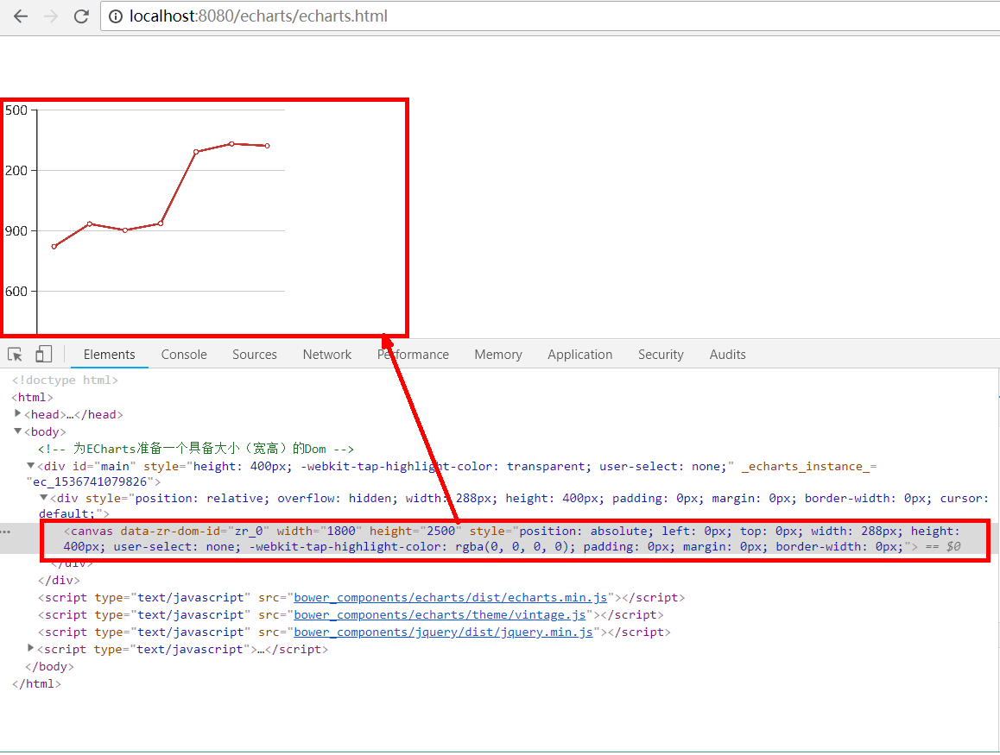 localhost:8080/echarts/echarts.html
500
200
900
600
Elements Console Sources Network Performance Memory Application Security Audits
<!doctype html>
<html>
<head>…</head>
<body>
<!-- 为ECharts准备一个具备大小（宽高）的Dom -->
<div id="main" style="height: 400px; -webkit-tap-highlight-color: transparent; user-select: none;" _echarts_instance_=
"ec_1536741079826">
<div style="position: relative; overflow: hidden; width: 288px; height: 400px; padding: 0px; margin: 0px; border-width: 0px; cursor:
default;">
<canvas data-zr-dom-id="zr_0" width="1800" height="2500" style="position: absolute; left: 0px; top: 0px; width: 288px; height:
400px; user-select: none; -webkit-tap-highlight-color: rgba(0, 0, 0, 0); padding: 0px; margin: 0px; border-width: 0px;"> == $0
</div>
</div>
<script type="text/javascript" src="bower_components/echarts/dist/echarts.min.js"></script>
<script type="text/javascript" src="bower_components/echarts/theme/vintage.js"></script>
<script type="text/javascript" src="bower_components/jquery/dist/jquery.min.js"></script>
<script type="text/javascript">…</script>
</body>
</html>